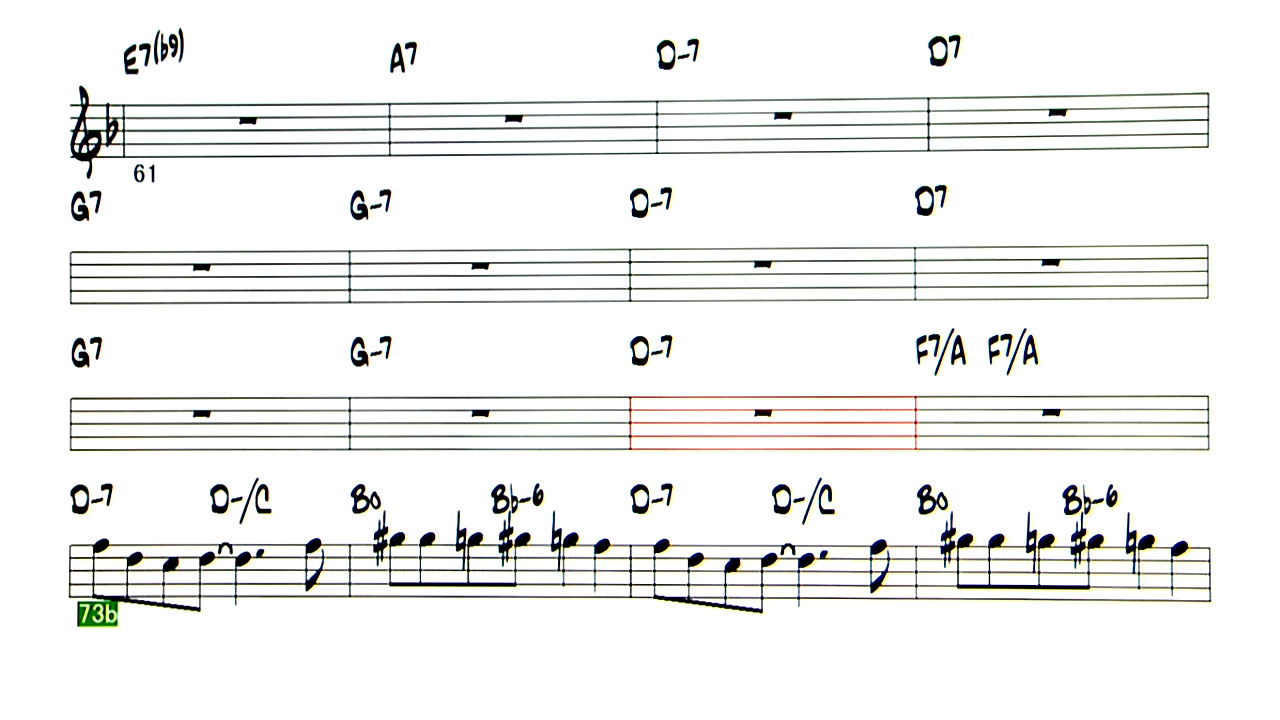 E7(b9) A7 D-7 D7
61
G7 G-7 D-7 D7
G7 G-7 D-7 F7/A F7/A
D-7 D-/C Bo Bb-6 D-7 D-/C Bo Bb-6
73b